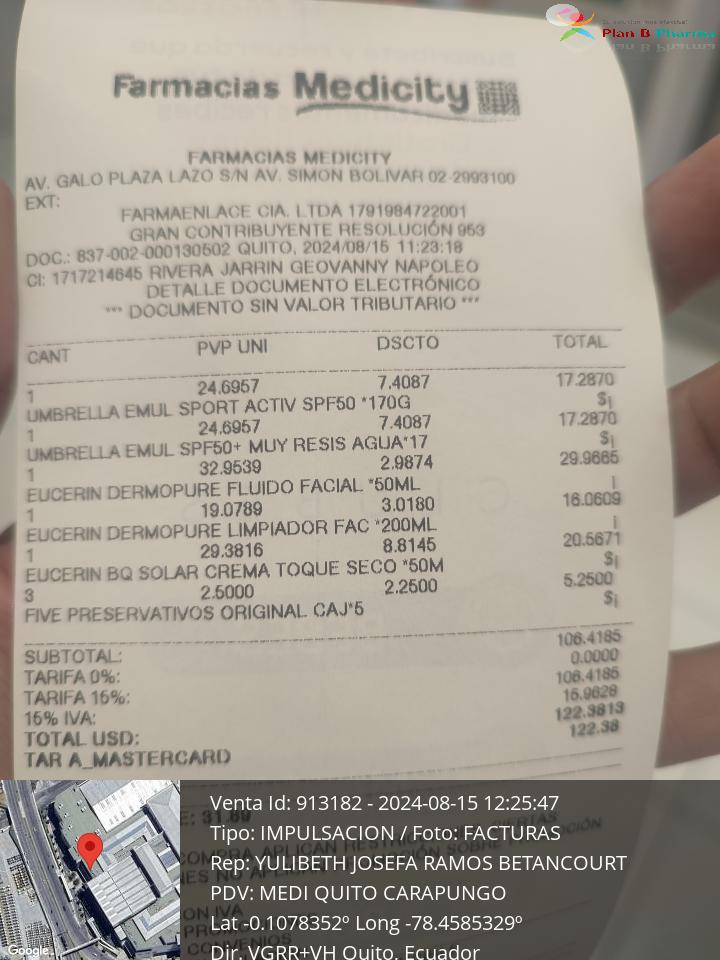 Tu solución más efectiva!
Plan B Pharma
Farmacias Medicity
FARMACIAS MEDICITY
AV. GALO PLAZA LAZO S/N AV. SIMON BOLIVAR 02-2993100
EXT:
FARMAENLACE CIA. LTDA 1791984722001
GRAN CONTRIBUYENTE RESOLUCIÓN 953
DOC.: 837-002-000130502 QUITO, 2024/08/15 11:23:18
CI: 1717214645 RIVERA JARRIN GEOVANNY NAPOLEO
DETALLE DOCUMENTO ELECTRÓNICO
*** DOCUMENTO SIN VALOR TRIBUTARIO ***
CANT PVP UNI DSCTO TOTAL
1 24.6957 7.4087 17.2870
UMBRELLA EMUL SPORT ACTIV SPF50 *170G $¡
1 24.6957 7.4087 17.2870
UMBRELLA EMUL SPF50+ MUY RESIS AGUA*17 $¡
1 32.9539 2.9874 29.9665
EUCERIN DERMOPURE FLUIDO FACIAL *50ML ¡
1 19.0789 3.0180 16.0609
EUCERIN DERMOPURE LIMPIADOR FAC *200ML ¡
1 29.3816 8.8145 20.5671
EUCERIN BQ SOLAR CREMA TOQUE SECO *50M $¡
3 2.5000 2.2500 5.2500
FIVE PRESERVATIVOS ORIGINAL CAJ*5 $¡
SUBTOTAL: 106.4185
TARIFA 0%: 0.0000
TARIFA 15%: 106.4185
15% IVA: 15.9628
TOTAL USD: 122.3813
TAR A_MASTERCARD 122.38
E: 31.89
Venta Id: 913182 - 2024-08-15 12:25:47
Tipo: IMPULSACION / Foto: FACTURAS
Rep: YULIBETH JOSEFA RAMOS BETANCOURT
PDV: MEDI QUITO CARAPUNGO
Lat -0.1078352º Long -78.4585329º
Dir. VGRR+VH Quito, Ecuador
Google